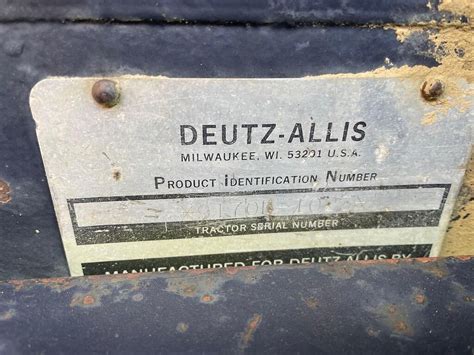 DEUTZ-ALLIS
MILWAUKEE, WI. 53201 U.S.A.
PRODUCT IDENTIFICATION NUMBER
TRACTOR SERIAL NUMBER
MANUFACTURED FOR DEUTZ-ALLIS BY